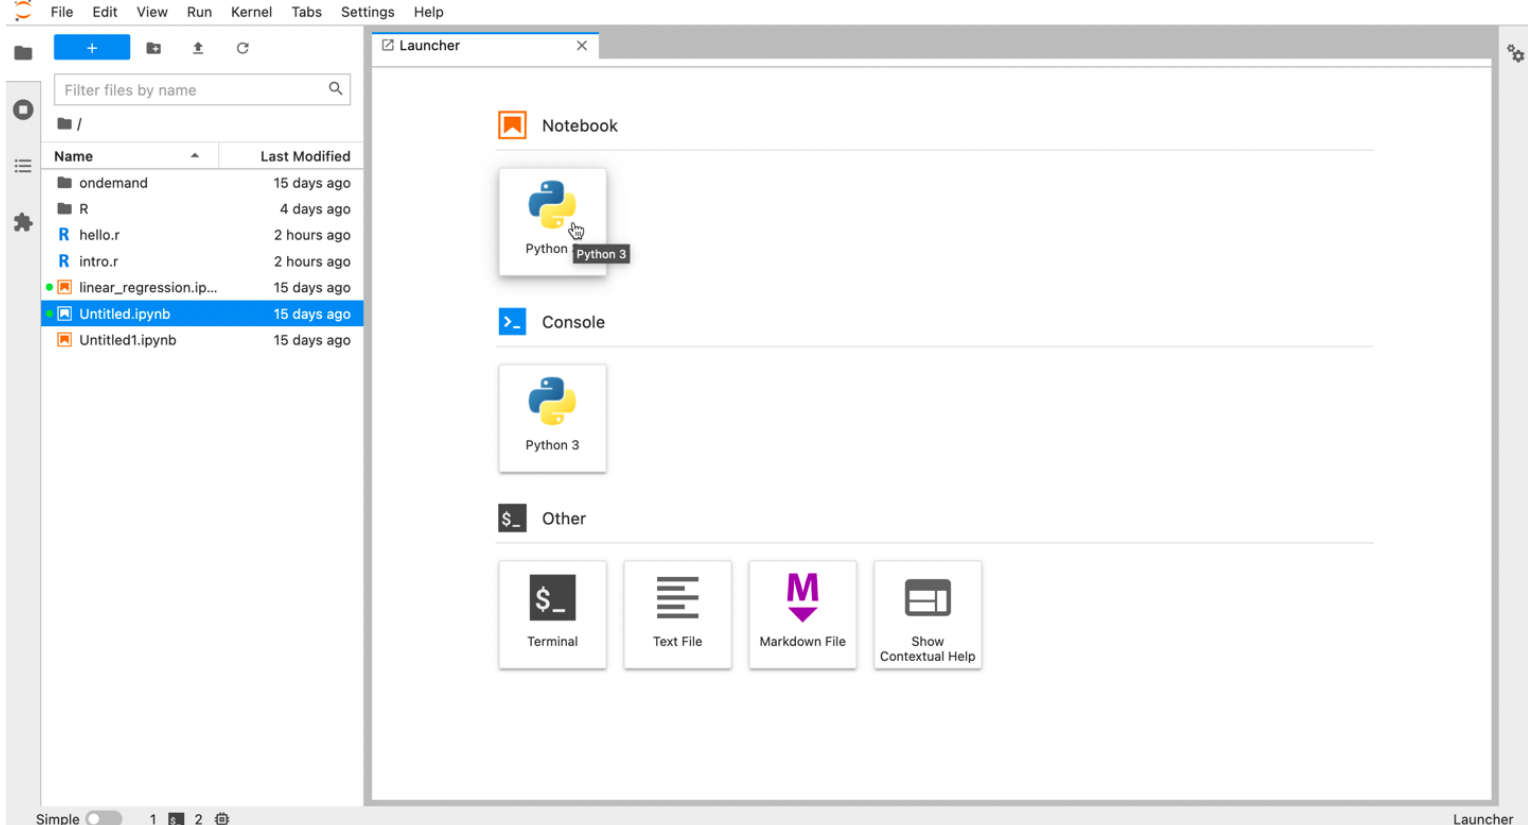 File Edit View Run Kernel Tabs Settings Help
+
Filter files by name
/
Name Last Modified
ondemand 15 days ago
R 4 days ago
R hello.r 2 hours ago
R intro.r 2 hours ago
linear_regression.ip... 15 days ago
Untitled.ipynb 15 days ago
Untitled1.ipynb 15 days ago
Launcher
Notebook
Python
Python 3
Console
Python 3
$_ Other
$_
Terminal
Text File
M
Markdown File
Show
Contextual Help
Simple 1 $_ 2
Launcher